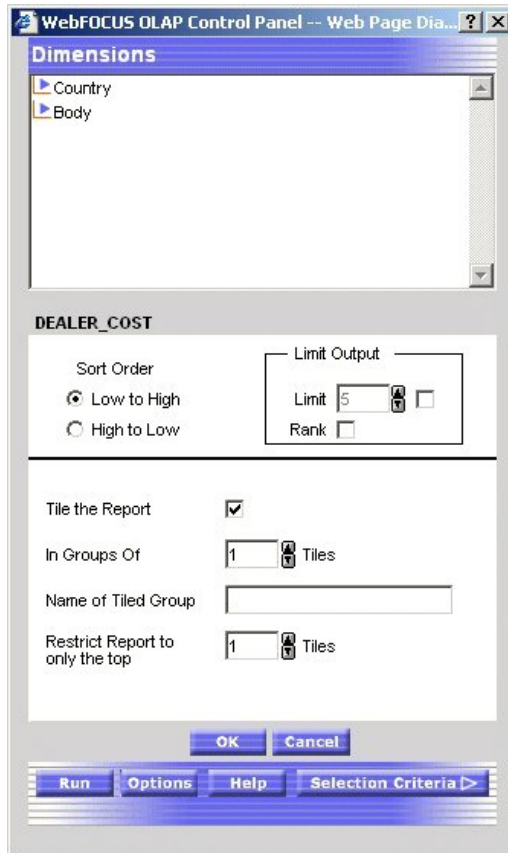 WebFOCUS OLAP Control Panel -- Web Page Dia... ? X
Dimensions
Country
Body
DEALER_COST
Sort Order
Limit Output
Low to High
Limit 5
High to Low
Rank
Tile the Report
In Groups Of 1 Tiles
Name of Tiled Group
Restrict Report to
only the top 1 Tiles
OK Cancel
Run Options Help Selection Criteria